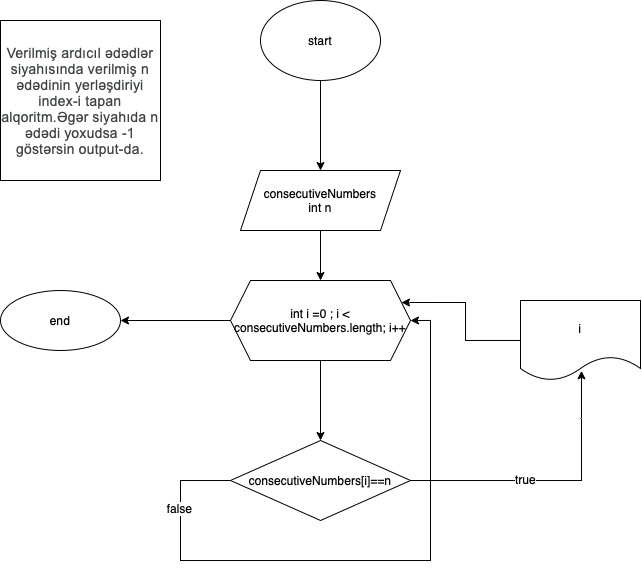 Verilmiş ardıcıl ədədlər
siyahısında verilmiş n
ədədinin yerləşdiriyi
index-i tapan
alqoritm.Əgər siyahıda n
ədədi yoxudsa -1
göstərsin output-da.
start
consecutiveNumbers
int n
int i =0 ; i <
consecutiveNumbers.length; i++
end
i
consecutiveNumbers[i]==n
true
false